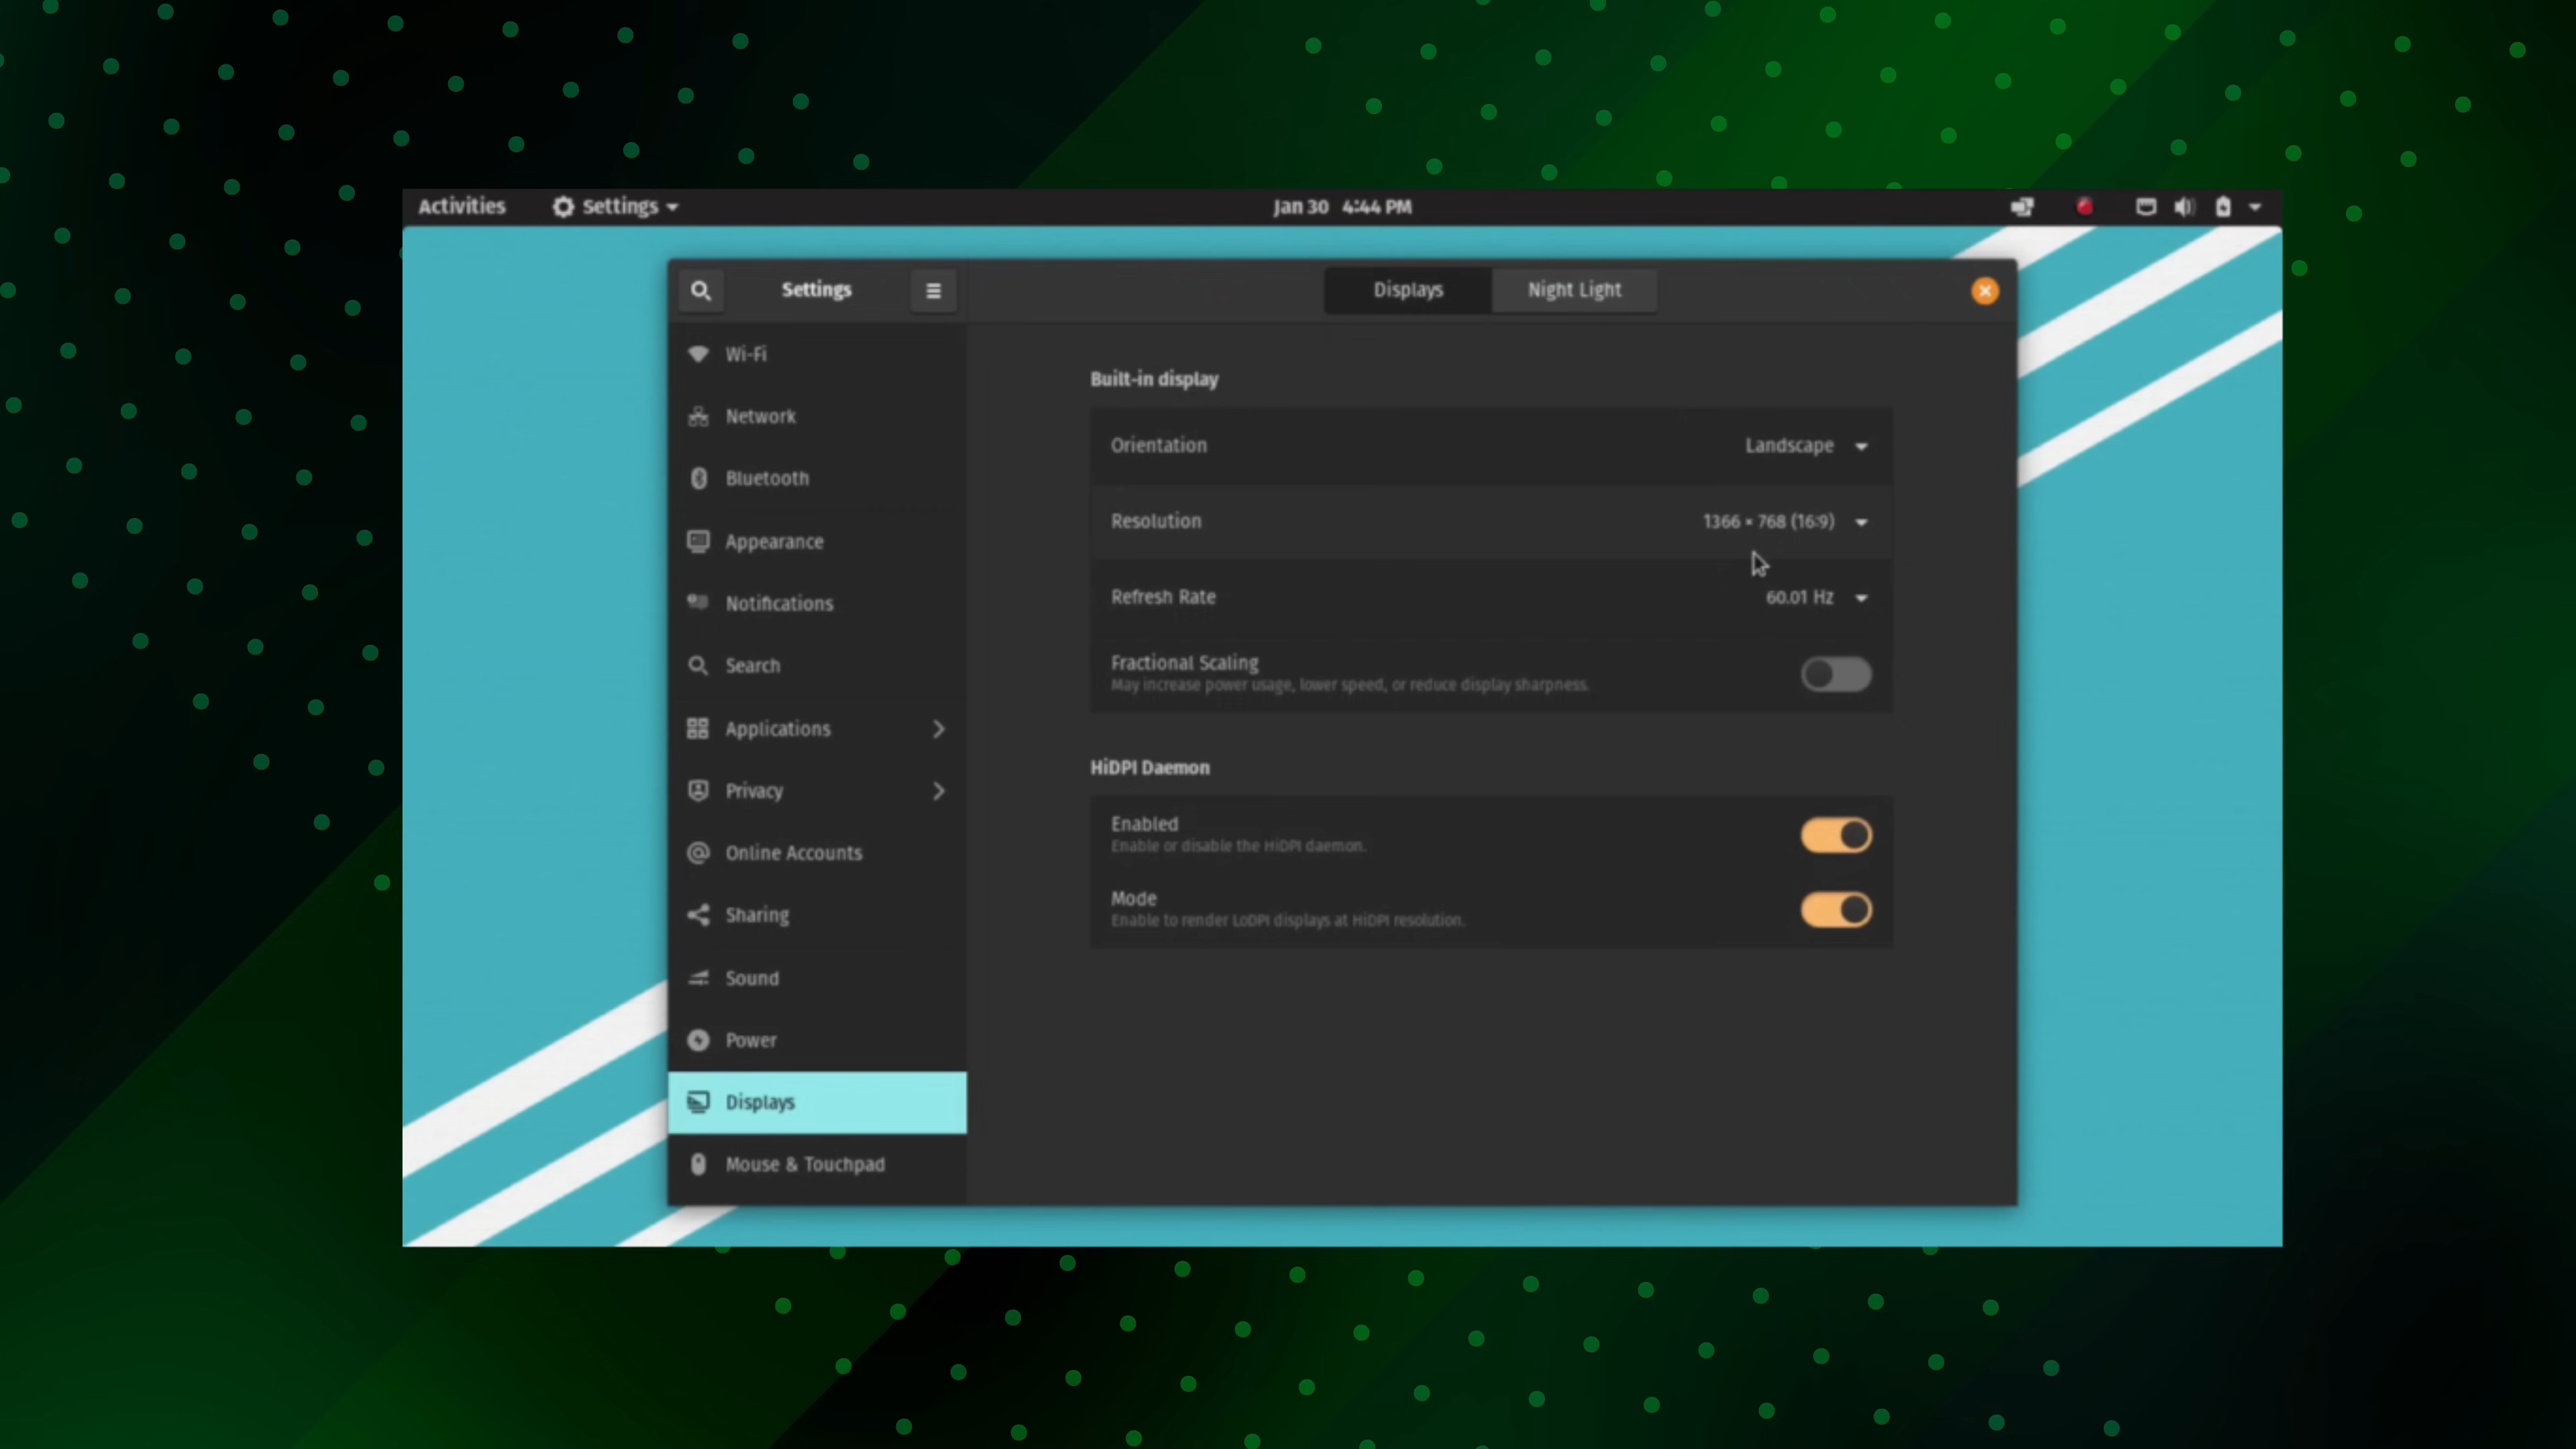 Activities
Settings
Jan 30 4:44 PM
Settings
Displays
Night Light
Wi-Fi
Network
Bluetooth
Appearance
Notifications
Search
Applications
Privacy
Online Accounts
Sharing
Sound
Power
Displays
Mouse & Touchpad
Built-in display
Orientation
Landscape
Resolution
1366 × 768 (16:9)
Refresh Rate
60.01 Hz
Fractional Scaling
May increase power usage, lower speed, or reduce display sharpness.
HiDPI Daemon
Enabled
Enable or disable the HiDPI daemon.
Mode
Enable to render LoDPI displays at HiDPI resolution.